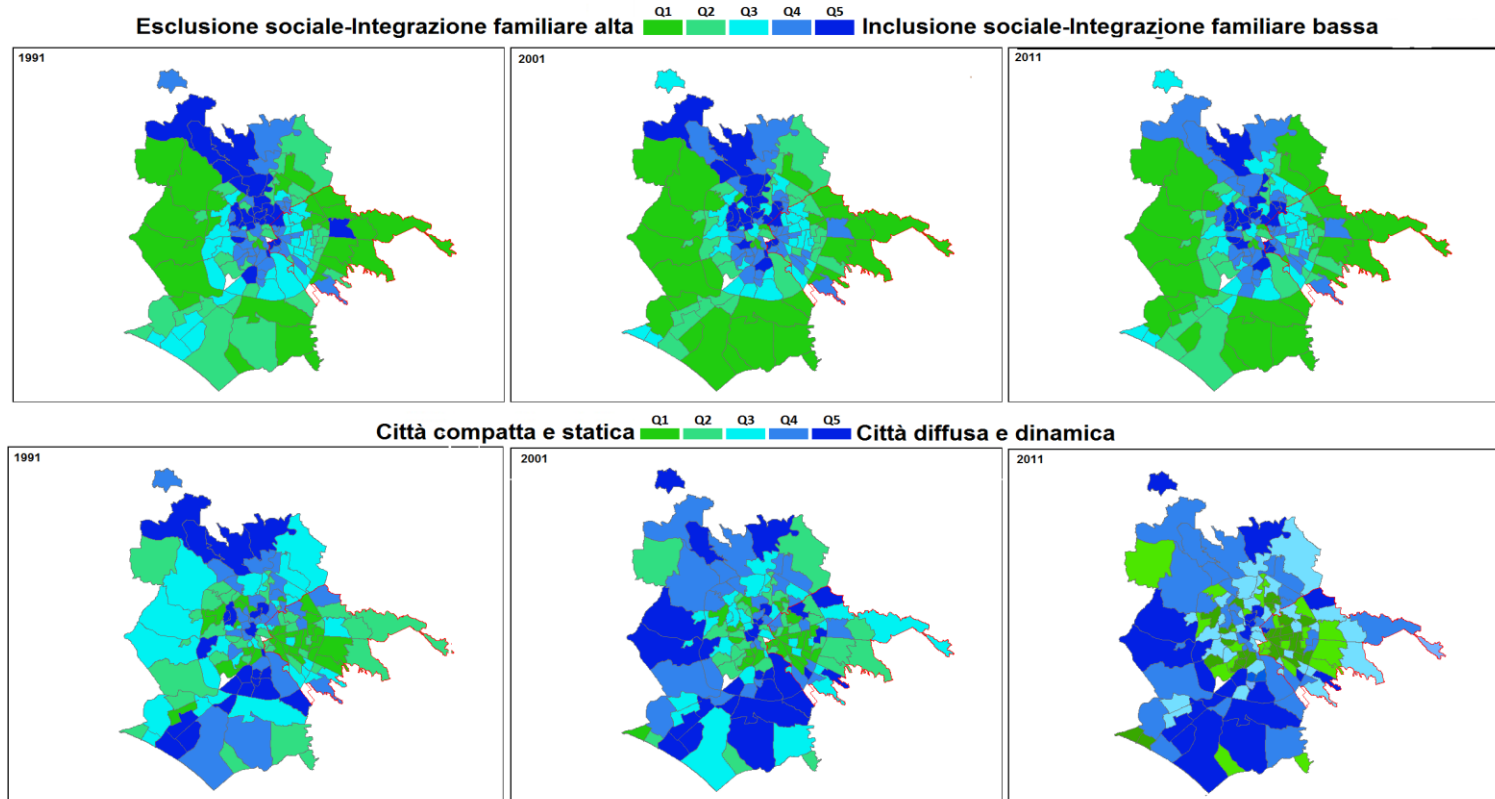 Esclusione sociale-Integrazione familiare alta Q1 Q2 Q3 Q4 Q5 Inclusione sociale-Integrazione familiare bassa
1991 2001 2011
Città compatta e statica Q1 Q2 Q3 Q4 Q5 Città diffusa e dinamica
1991 2001 2011